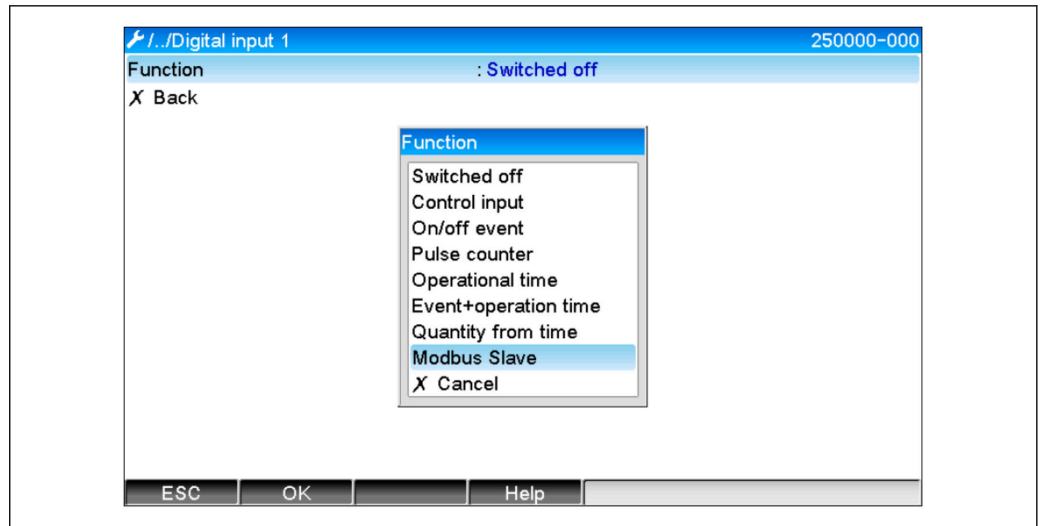 /../Digital input 1 250000-000
Function : Switched off
X Back
Function
Switched off
Control input
On/off event
Pulse counter
Operational time
Event+operation time
Quantity from time
Modbus Slave
X Cancel
ESC OK Help